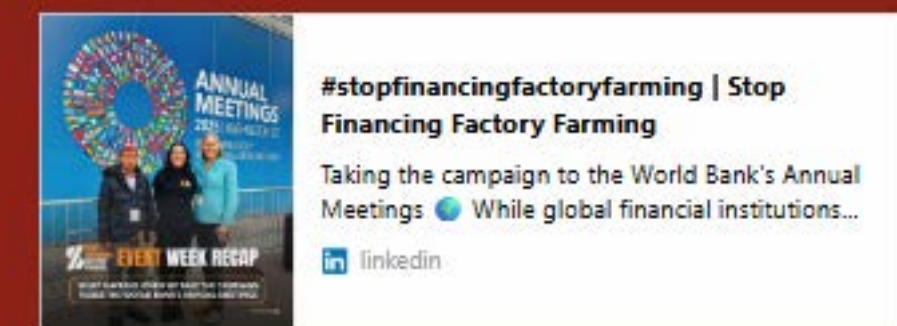 ANNUAL
MEETINGS
EVENT WEEK RECAP
#stopfinancingfactoryfarming | Stop
Financing Factory Farming
Taking the campaign to the World Bank's Annual
Meetings 🌍 While global financial institutions...
in linkedin